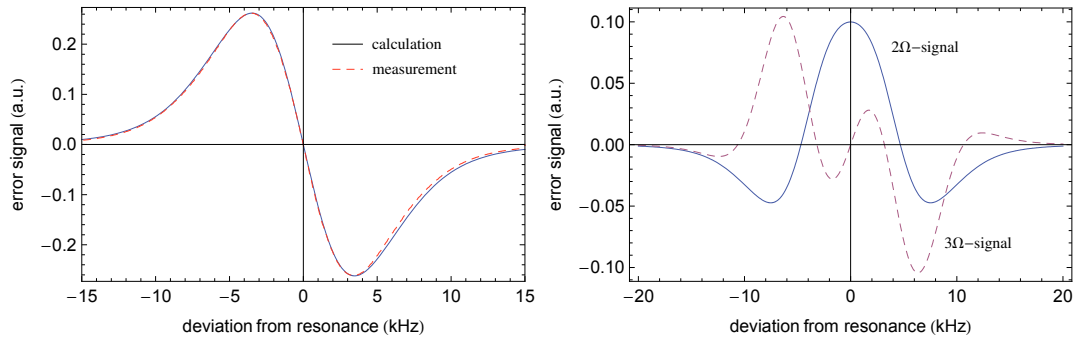 error signal (a.u.)
0.2
0.1
0.0
−0.1
−0.2
calculation
measurement
−15 −10 −5 0 5 10 15
deviation from resonance (kHz)
error signal (a.u.)
0.10
0.05
0.00
−0.05
−0.10
2Ω−signal
3Ω−signal
−20 −10 0 10 20
deviation from resonance (kHz)